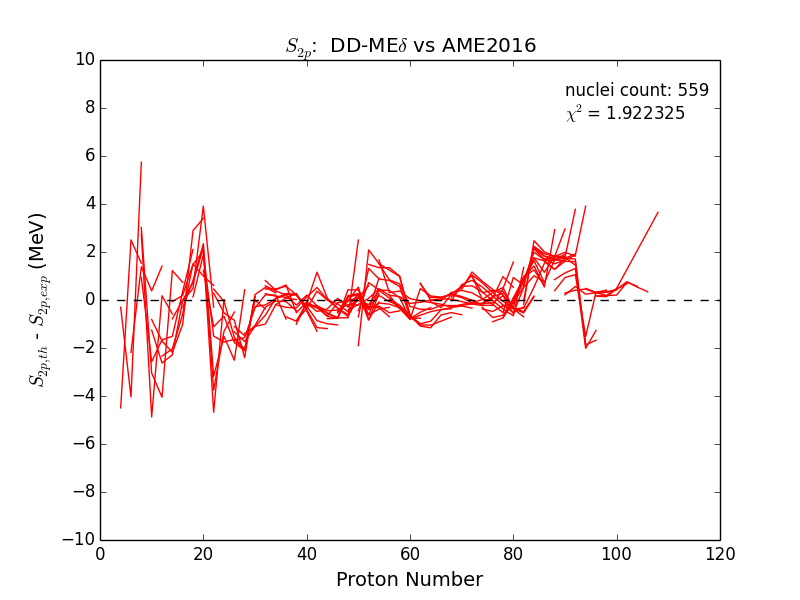 S2p: DD-MEδ vs AME2016
nuclei count: 559
χ² = 1.922325
S2p,th - S2p,exp (MeV)
10
8
6
4
2
0
−2
−4
−6
−8
−10
0 20 40 60 80 100 120
Proton Number